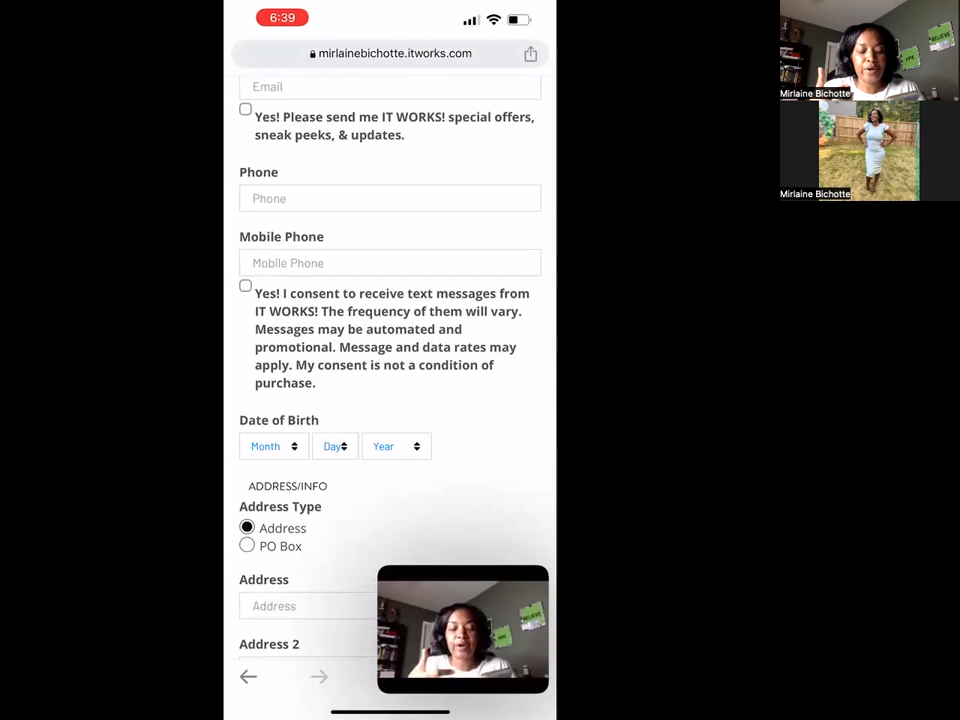 6:39
mirlainebichotte.itworks.com
Email
Yes! Please send me IT WORKS! special offers,
sneak peeks, & updates.
Phone
Phone
Mobile Phone
Mobile Phone
Yes! I consent to receive text messages from
IT WORKS! The frequency of them will vary.
Messages may be automated and
promotional. Message and data rates may
apply. My consent is not a condition of
purchase.
Date of Birth
Month Day Year
ADDRESS/INFO
Address Type
Address
PO Box
Address
Address
Address 2
BELIEVE
Mirlaine Bichotte
BELIEVE
Mirlaine Bichotte